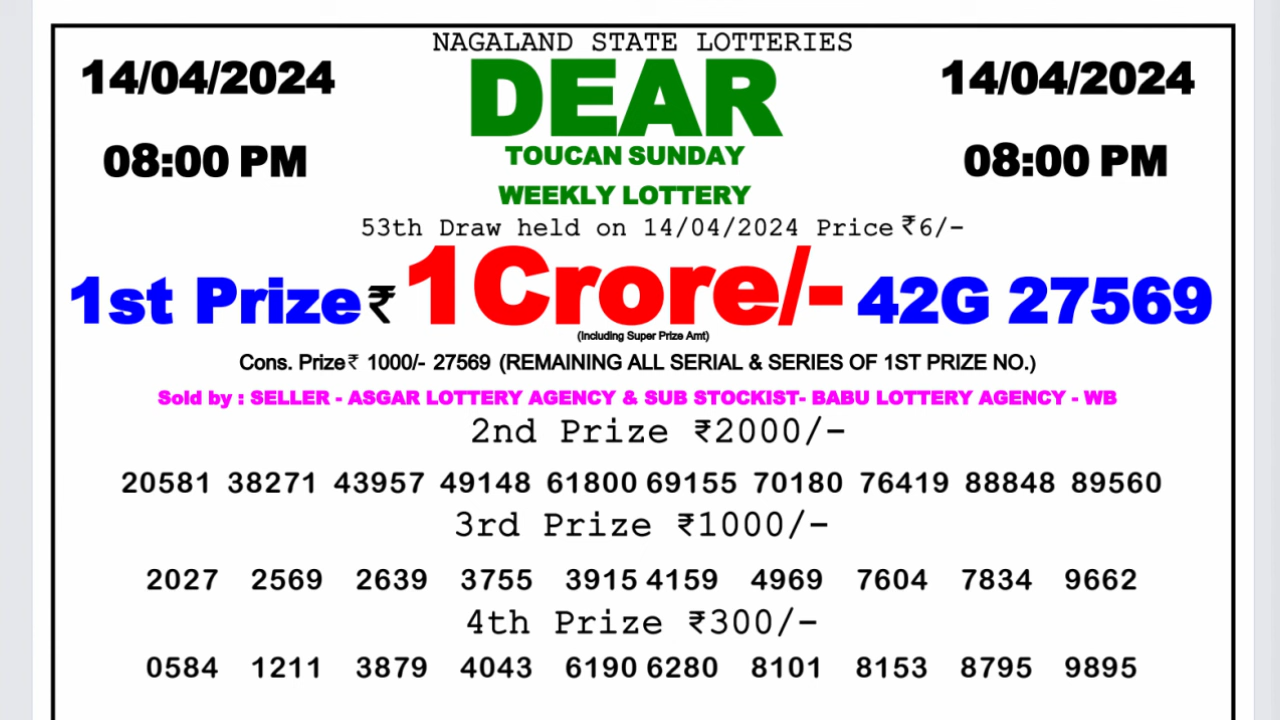 NAGALAND STATE LOTTERIES
14/04/2024 DEAR 14/04/2024
08:00 PM TOUCAN SUNDAY 08:00 PM
WEEKLY LOTTERY
53th Draw held on 14/04/2024 Price ₹6/-
1st Prize ₹ 1Crore/- 42G 27569
(Including Super Prize Amt)
Cons. Prize₹ 1000/- 27569 (REMAINING ALL SERIAL & SERIES OF 1ST PRIZE NO.)
Sold by : SELLER - ASGAR LOTTERY AGENCY & SUB STOCKIST- BABU LOTTERY AGENCY - WB
2nd Prize ₹2000/-
20581 38271 43957 49148 61800 69155 70180 76419 88848 89560
3rd Prize ₹1000/-
2027 2569 2639 3755 3915 4159 4969 7604 7834 9662
4th Prize ₹300/-
0584 1211 3879 4043 6190 6280 8101 8153 8795 9895